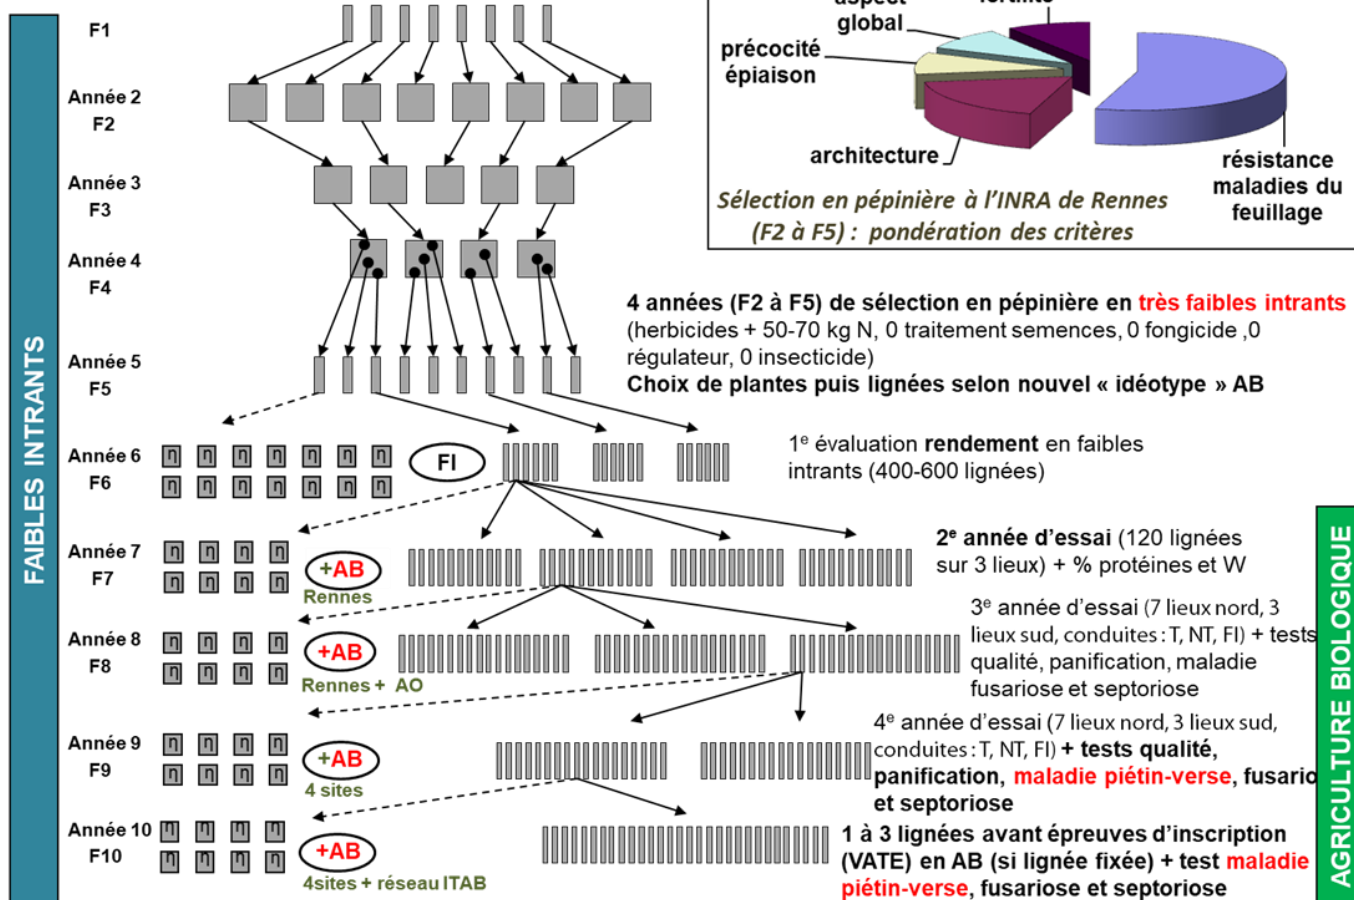 FAIBLES INTRANTS
F1
Année 2
F2
Année 3
F3
Année 4
F4
Année 5
F5
Année 6
F6
Année 7
F7
Année 8
F8
Année 9
F9
Année 10
F10
aspect
global
fertilité
précocité
épiaison
architecture
résistance
maladies du
feuillage
Sélection en pépinière à l'INRA de Rennes
(F2 à F5) : pondération des critères
4 années (F2 à F5) de sélection en pépinière en très faibles intrants
(herbicides + 50-70 kg N, 0 traitement semences, 0 fongicide ,0
régulateur, 0 insecticide)
Choix de plantes puis lignées selon nouvel « idéotype » AB
η η η η η η η
η η η η η η η
FI
1e évaluation rendement en faibles
intrants (400-600 lignées)
η η η η
η η η η
+AB
Rennes
2e année d'essai (120 lignées
sur 3 lieux) + % protéines et W
η η η η
η η η η
+AB
Rennes + AO
3e année d'essai (7 lieux nord, 3
lieux sud, conduites : T, NT, FI) + tests
qualité, panification, maladie
fusariose et septoriose
η η η η
η η η η
+AB
4 sites
4e année d'essai (7 lieux nord, 3 lieux sud,
conduites : T, NT, FI) + tests qualité,
panification, maladie piétin-verse, fusario
et septoriose
η η η η
η η η η
+AB
4sites + réseau ITAB
1 à 3 lignées avant épreuves d'inscription
(VATE) en AB (si lignée fixée) + test maladie
piétin-verse, fusariose et septoriose
AGRICULTURE BIOLOGIQUE